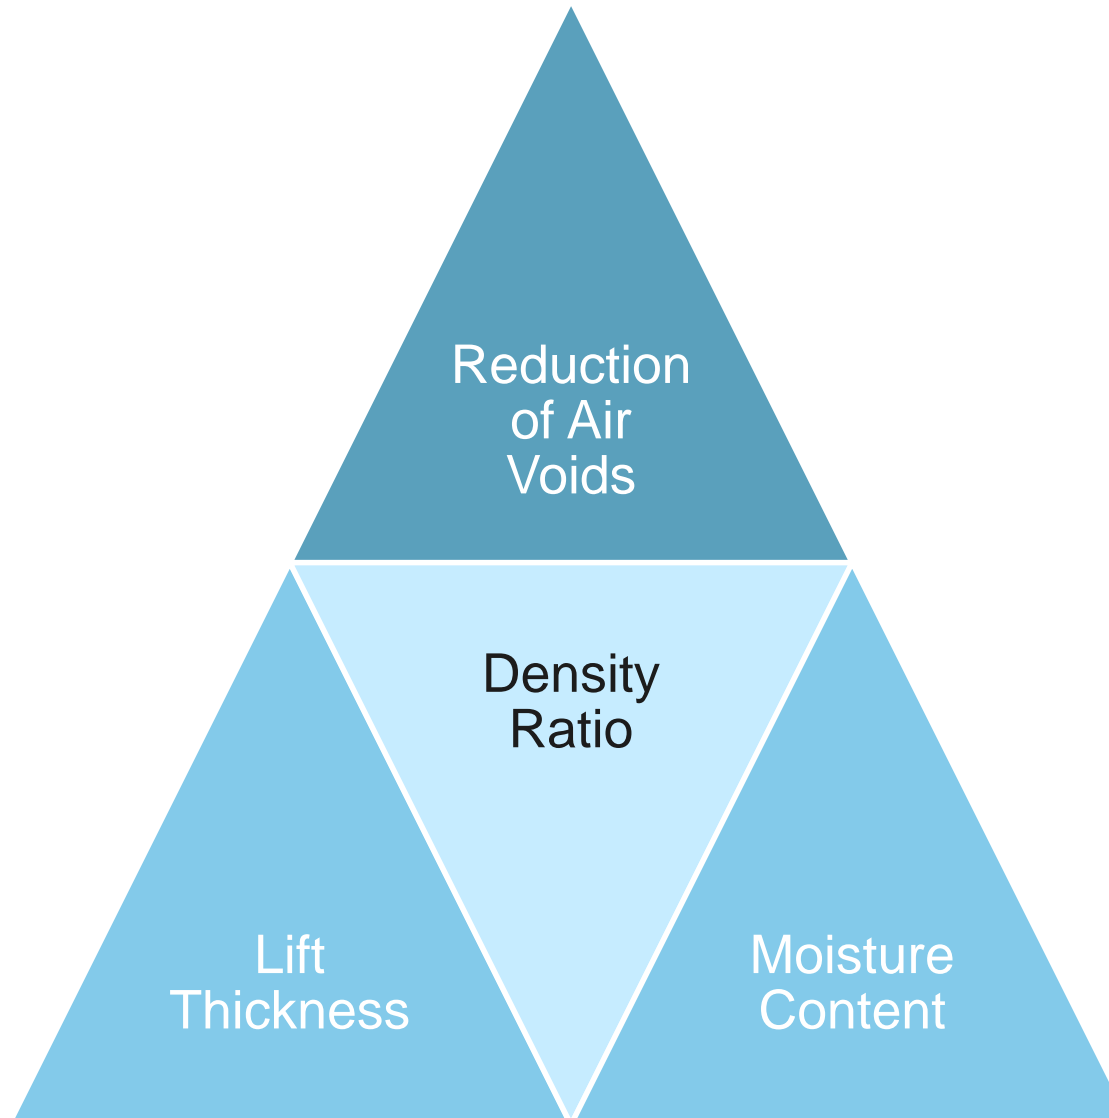 Reduction
of Air
Voids
Density
Ratio
Lift
Thickness
Moisture
Content